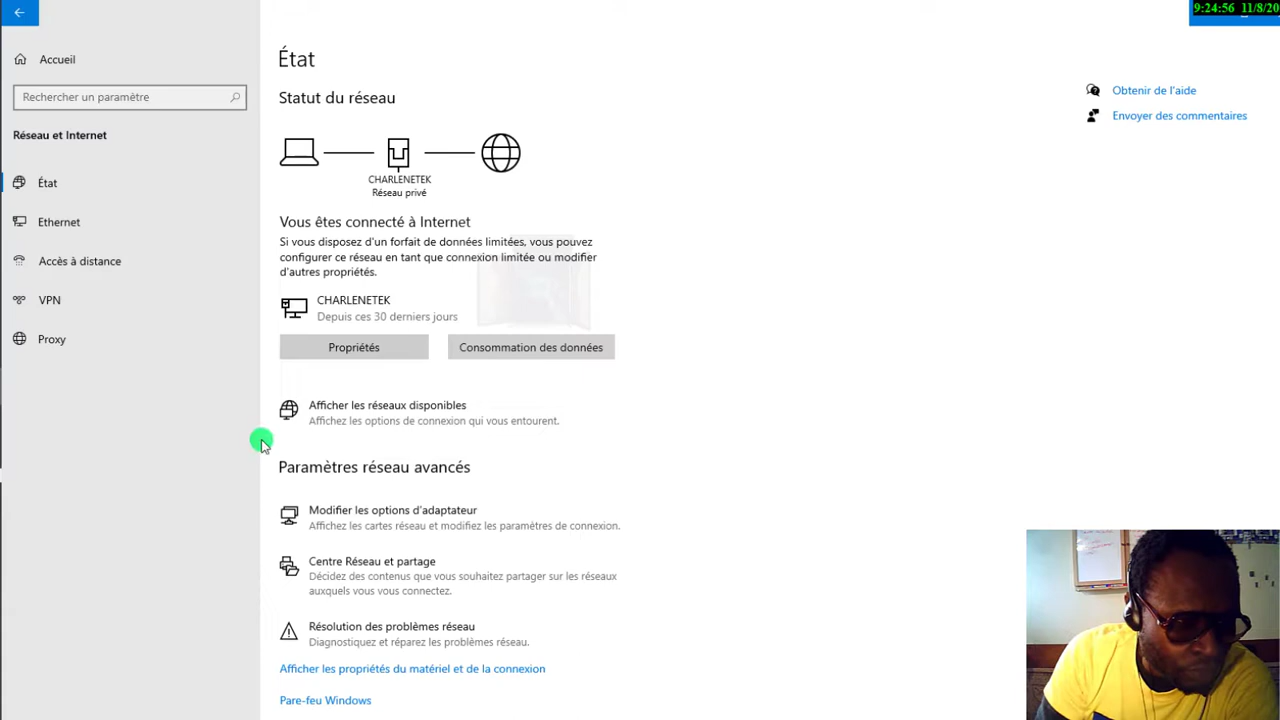 9:24:56 11/8/20
Accueil
Rechercher un paramètre
Réseau et Internet
État
Ethernet
Accès à distance
VPN
Proxy
État
Statut du réseau
CHARLENETEK
Réseau privé
Vous êtes connecté à Internet
Si vous disposez d'un forfait de données limitées, vous pouvez
configurer ce réseau en tant que connexion limitée ou modifier
d'autres propriétés.
CHARLENETEK
Depuis ces 30 derniers jours
Propriétés
Consommation des données
Afficher les réseaux disponibles
Affichez les options de connexion qui vous entourent.
Paramètres réseau avancés
Modifier les options d'adaptateur
Affichez les cartes réseau et modifiez les paramètres de connexion.
Centre Réseau et partage
Décidez des contenus que vous souhaitez partager sur les réseaux
auxquels vous vous connectez.
Résolution des problèmes réseau
Diagnostiquez et réparez les problèmes réseau.
Afficher les propriétés du matériel et de la connexion
Pare-feu Windows
Obtenir de l'aide
Envoyer des commentaires